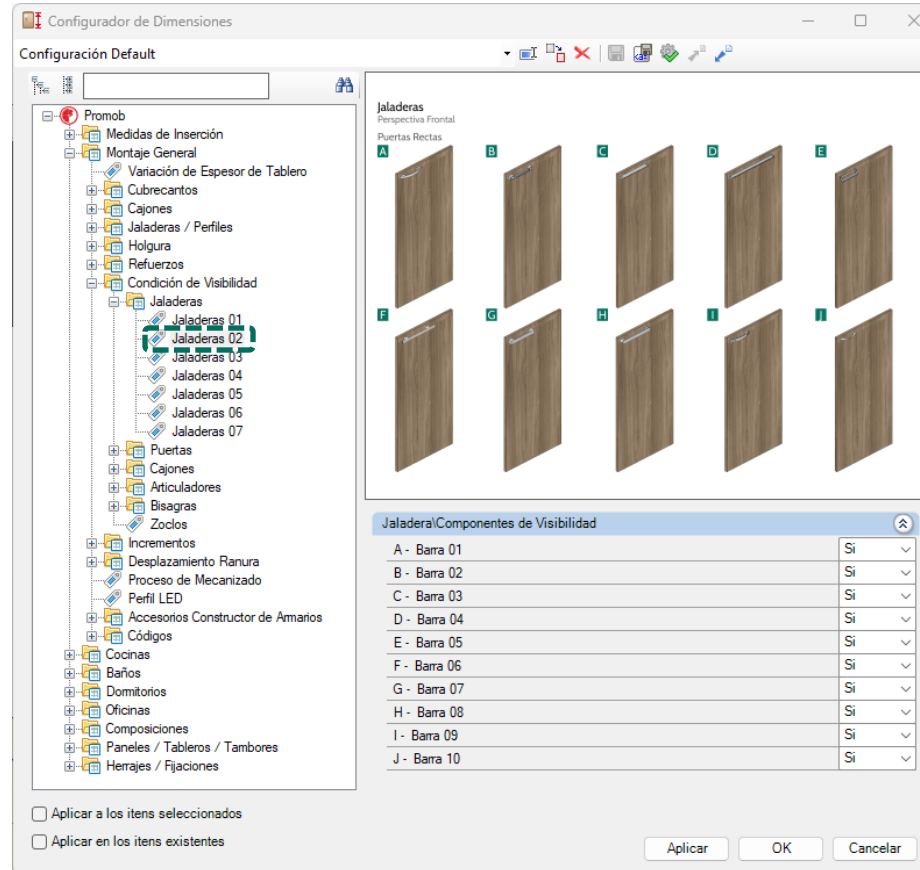 Configurador de Dimensiones
Configuración Default
Promob
Medidas de Inserción
Montaje General
Variación de Espesor de Tablero
Cubrecantos
Cajones
Jaladeras / Perfiles
Holgura
Refuerzos
Condición de Visibilidad
Jaladeras
Jaladeras 01
Jaladeras 02
Jaladeras 03
Jaladeras 04
Jaladeras 05
Jaladeras 06
Jaladeras 07
Puertas
Cajones
Articuladores
Bisagras
Zoclos
Incrementos
Desplazamiento Ranura
Proceso de Mecanizado
Perfil LED
Accesorios Constructor de Armarios
Códigos
Cocinas
Baños
Dormitorios
Oficinas
Composiciones
Paneles / Tableros / Tambores
Herrajes / Fijaciones
Jaladeras
Perspectiva Frontal
Puertas Rectas
A B C D E
F G H I J
Jaladera\Componentes de Visibilidad
A - Barra 01 Si
B - Barra 02 Si
C - Barra 03 Si
D - Barra 04 Si
E - Barra 05 Si
F - Barra 06 Si
G - Barra 07 Si
H - Barra 08 Si
I - Barra 09 Si
J - Barra 10 Si
Aplicar a los itens seleccionados
Aplicar en los itens existentes
Aplicar OK Cancelar